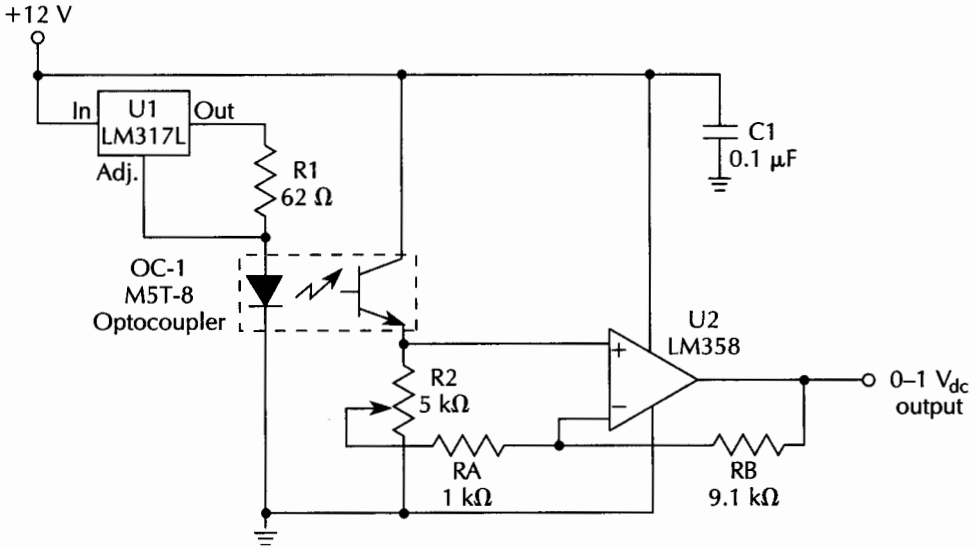 +12 V
In
U1
LM317L
Out
Adj.
R1
62 Ω
C1
0.1 μF
OC-1
M5T-8
Optocoupler
U2
LM358
+
−
R2
5 kΩ
0–1 Vdc
output
RA
1 kΩ
RB
9.1 kΩ